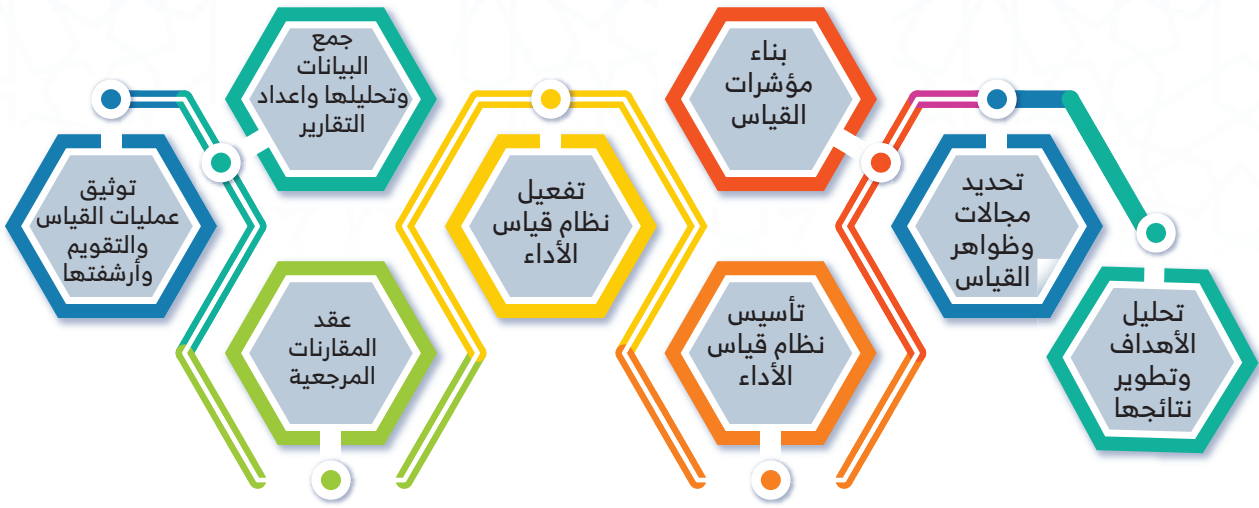 تحليل
الأهداف
وتطوير
نتائجها
تحديد
مجالات
وظواهر
القياس
بناء
مؤشرات
القياس
تأسيس
نظام قياس
الأداء
تفعيل
نظام قياس
الأداء
جمع
البيانات
وتحليلها واعداد
التقارير
عقد
المقارنات
المرجعية
توثيق
عمليات القياس
والتقويم
وأرشفتها